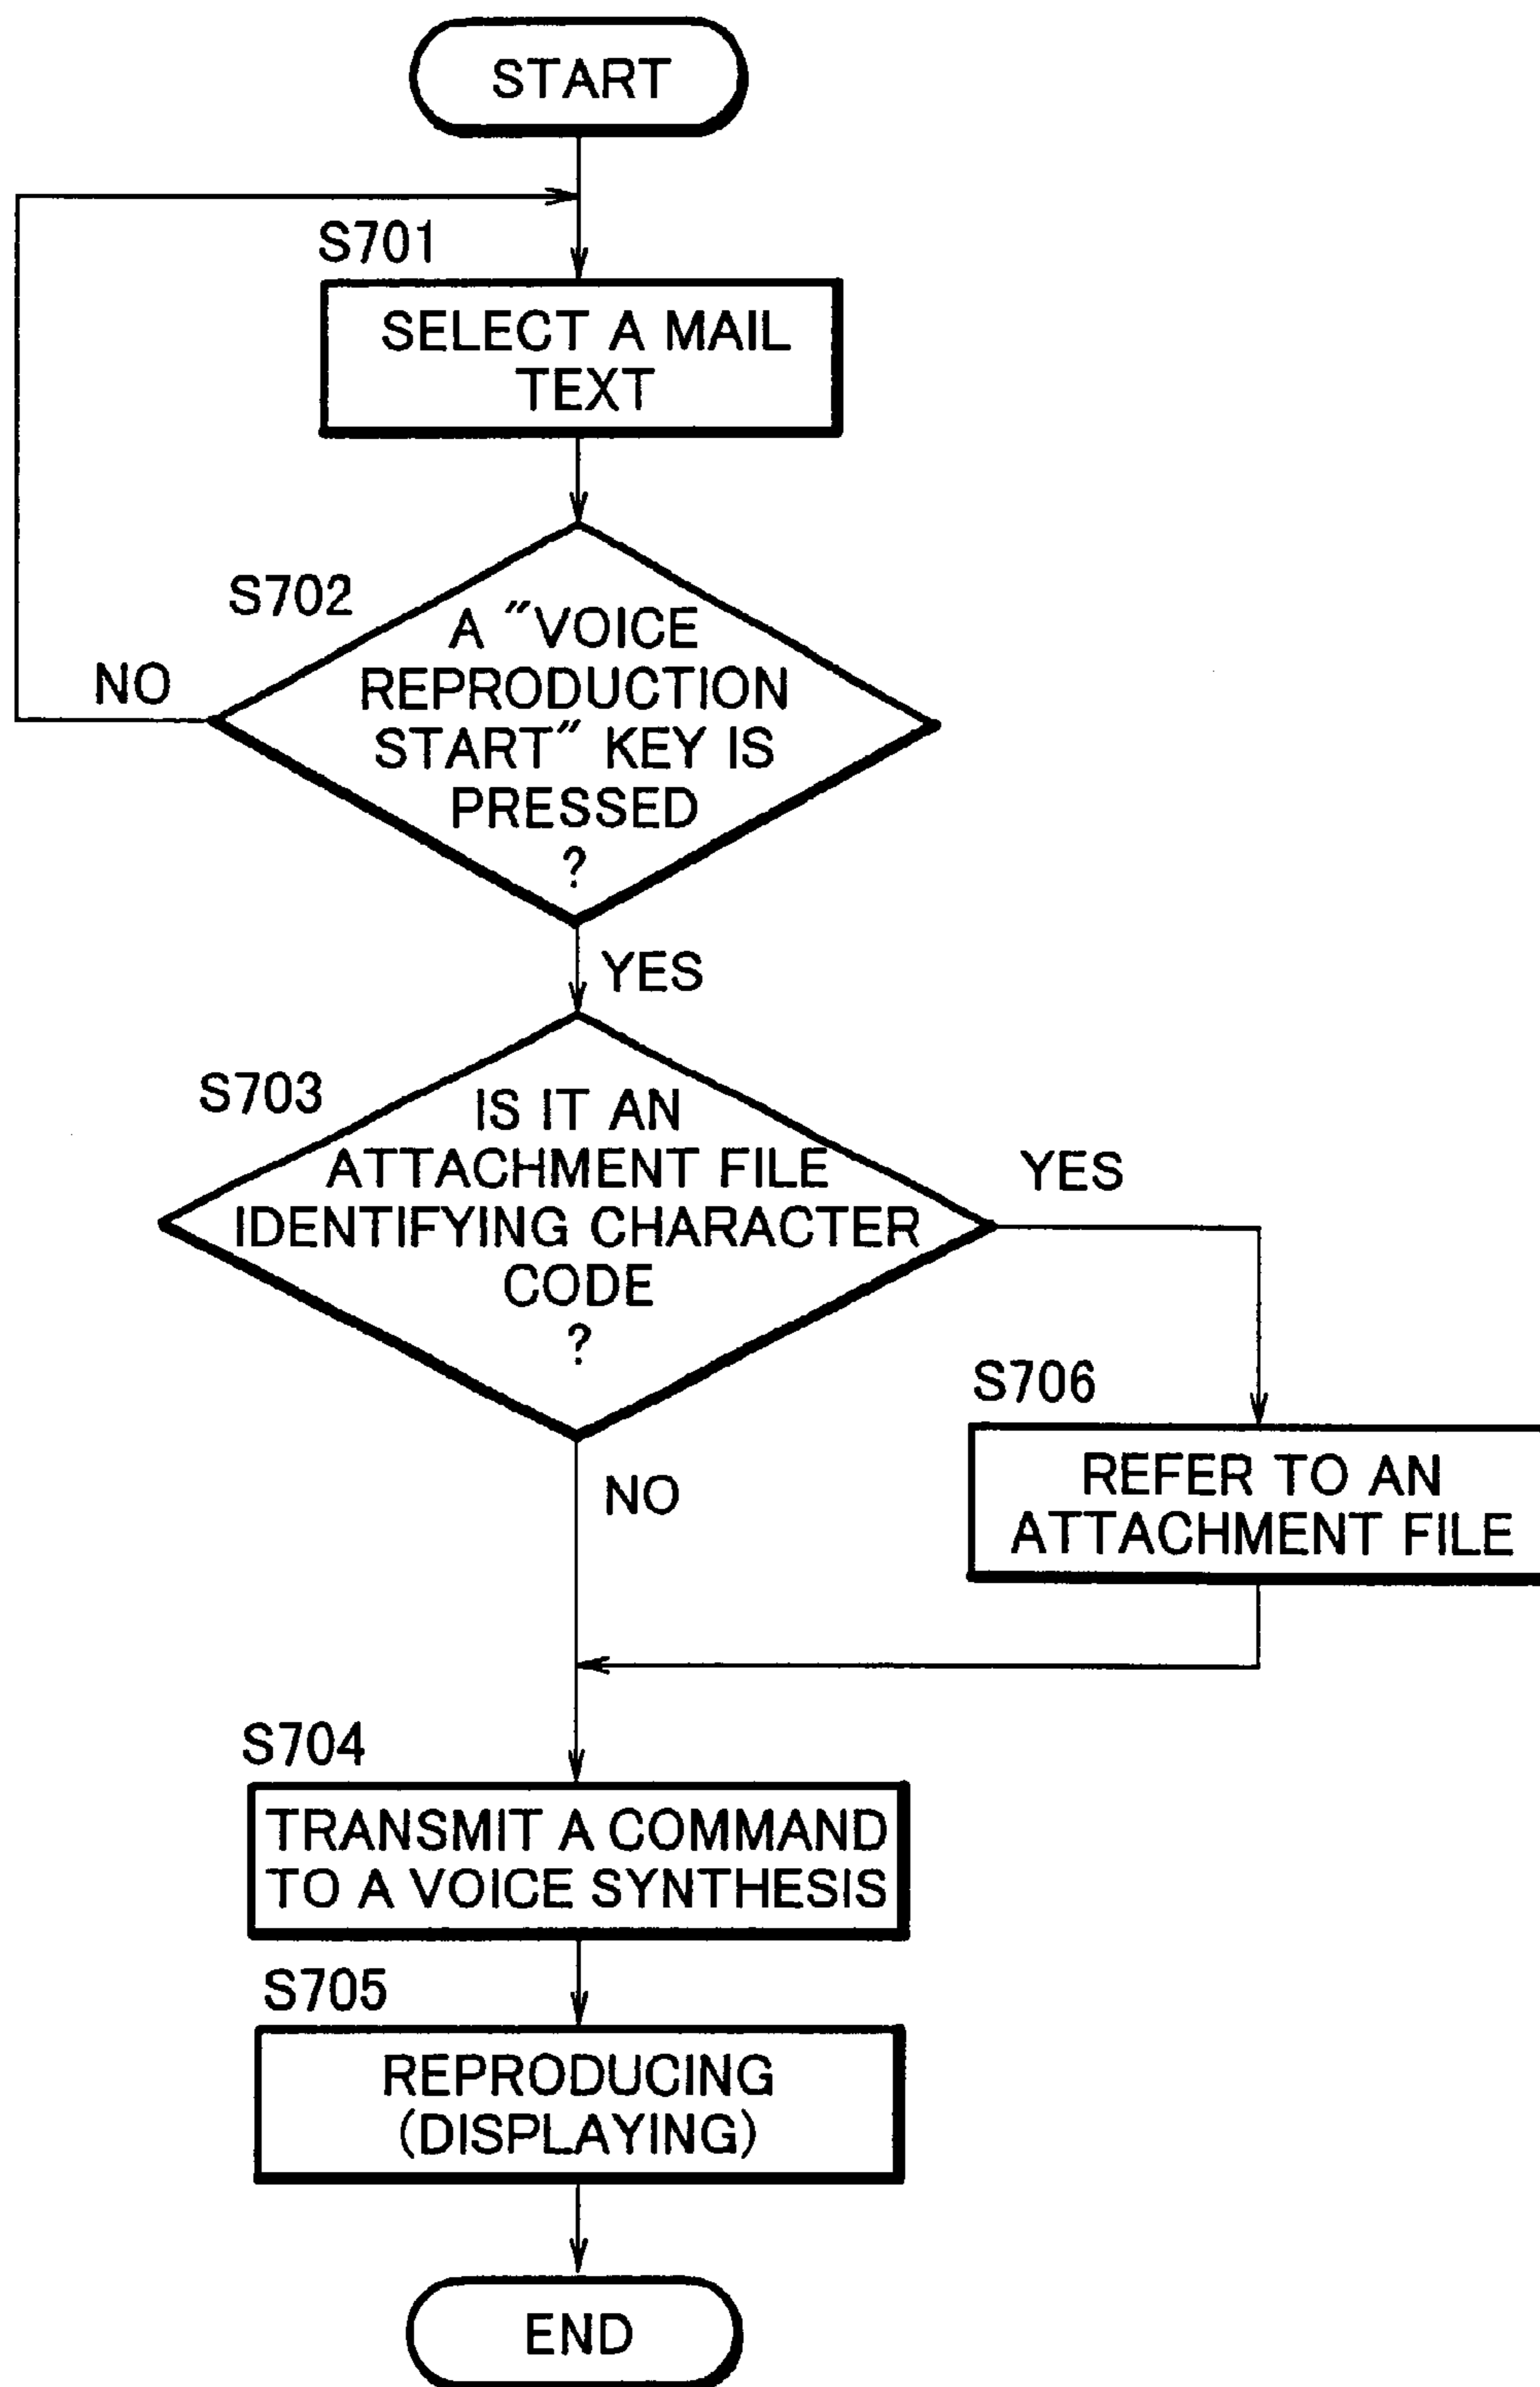 START
S701
SELECT A MAIL
TEXT
S702
A "VOICE
REPRODUCTION
START" KEY IS
PRESSED
?
NO
YES
S703
IS IT AN
ATTACHMENT FILE
IDENTIFYING CHARACTER
CODE
?
YES
NO
S706
REFER TO AN
ATTACHMENT FILE
S704
TRANSMIT A COMMAND
TO A VOICE SYNTHESIS
S705
REPRODUCING
(DISPLAYING)
END